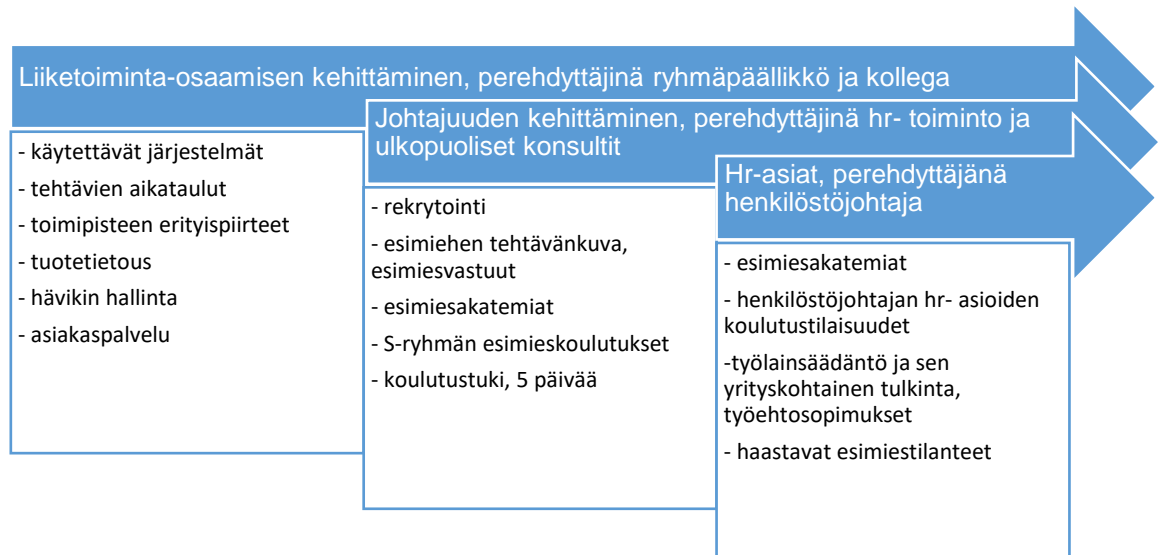 Liiketoiminta-osaamisen kehittäminen, perehdyttäjinä ryhmäpäällikkö ja kollega
- käytettävät järjestelmät
- tehtävien aikataulut
- toimipisteen erityispiirteet
- tuotetietous
- hävikin hallinta
- asiakaspalvelu
Johtajuuden kehittäminen, perehdyttäjinä hr- toiminto ja
ulkopuoliset konsultit
- rekrytointi
- esimiehen tehtävänkuva,
esimiesvastuut
- esimiesakatemiat
- S-ryhmän esimieskoulutukset
- koulutustuki, 5 päivää
Hr-asiat, perehdyttäjänä
henkilöstöjohtaja
- esimiesakatemiat
- henkilöstöjohtajan hr- asioiden
koulutustilaisuudet
-työlainsäädäntö ja sen
yrityskohtainen tulkinta,
työehtosopimukset
- haastavat esimiestilanteet